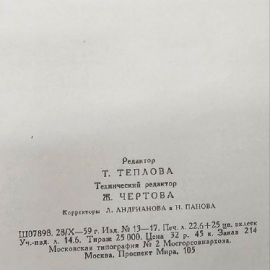 Редактор
Т. ТЕПЛОВА
Технический редактор
Ж. ЧЕРТОВА
Корректоры Л. АНДРИАНОВА и Н. ПАНОВА
Ш07898. 28/X—59 г. Изд. № 13—17. Печ. л. 22,6+25 цв. вклеек
Уч.-изд. л. 14,6. Тираж 25 000. Цена 32 р. 45 к. Заказ 214
Московская типография № 2 Мосгорсовнархоза.
Москва, Проспект Мира, 105